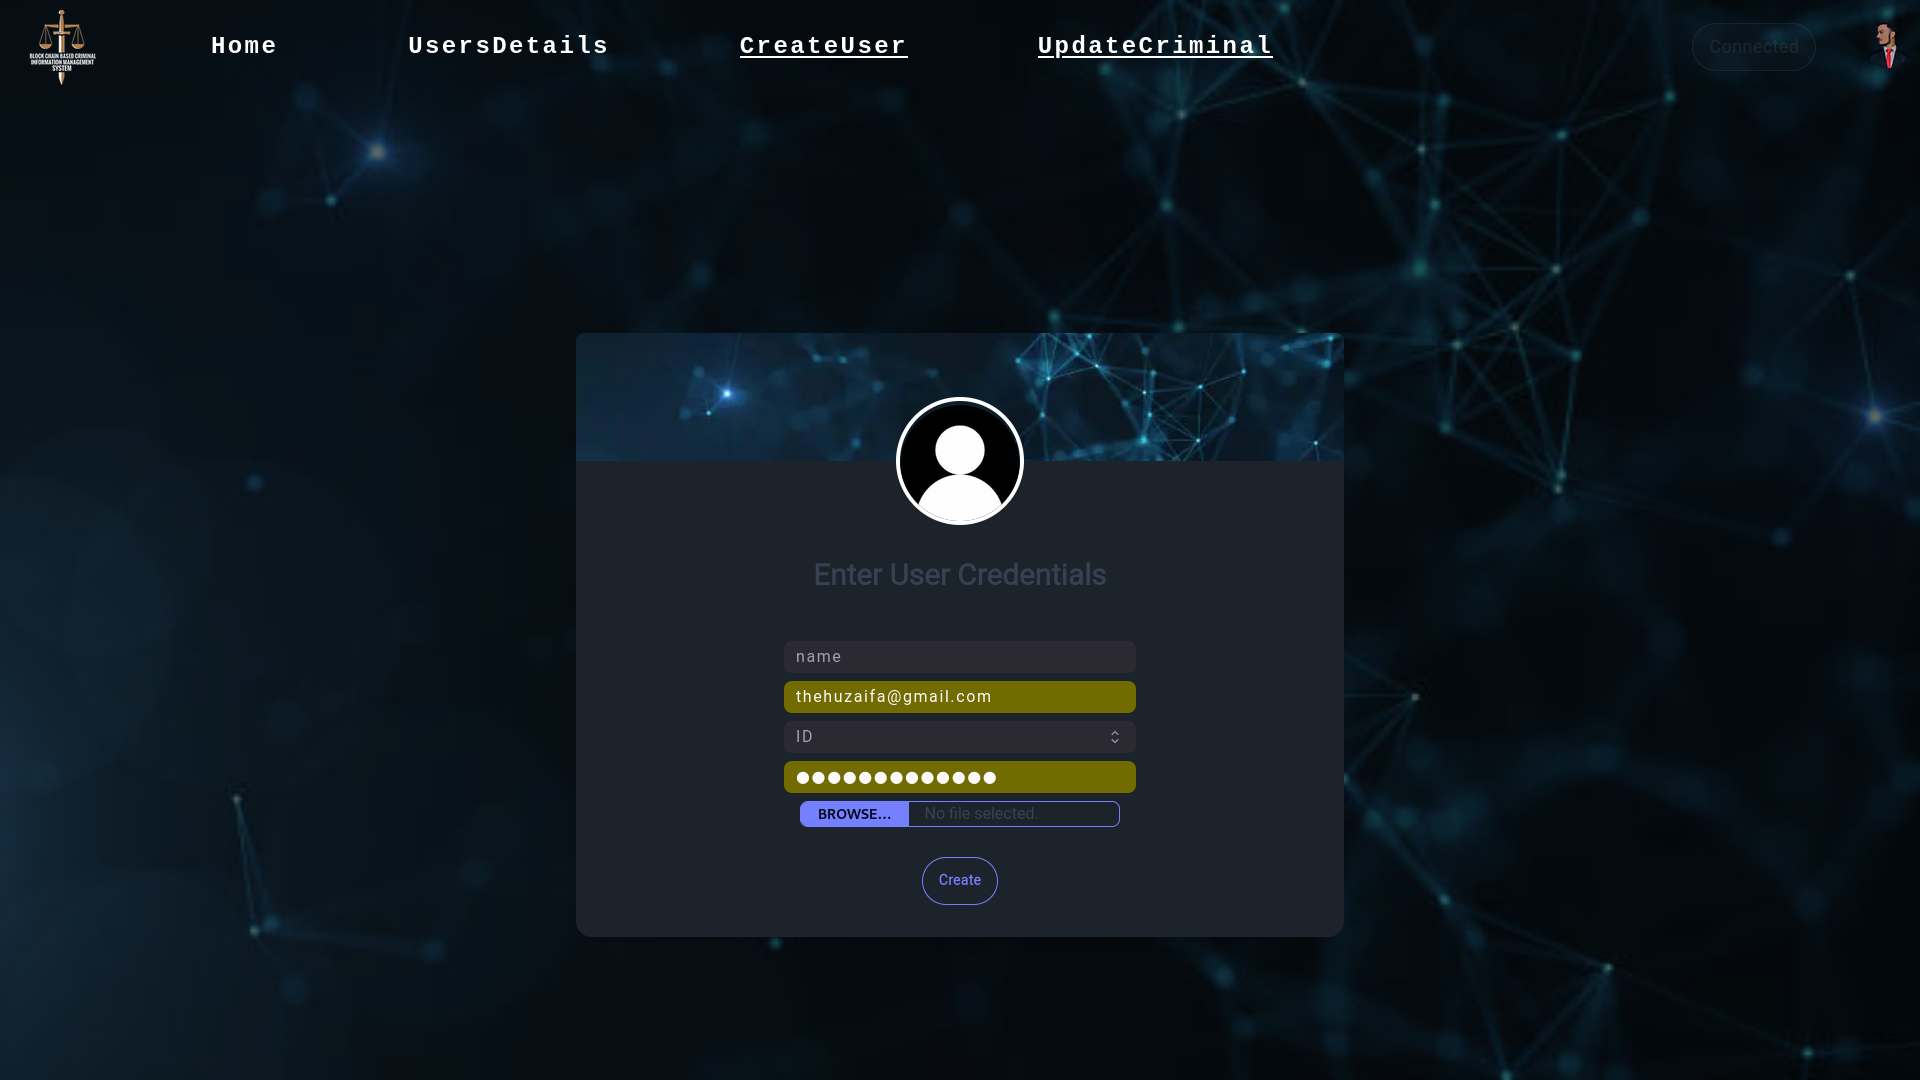 BLOCK CHAIN BASED CRIMINAL
INFORMATION MANAGEMENT
SYSTEM
Home
UsersDetails
CreateUser
UpdateCriminal
Connected
Enter User Credentials
name
thehuzaifa@gmail.com
ID
BROWSE...
No file selected.
Create